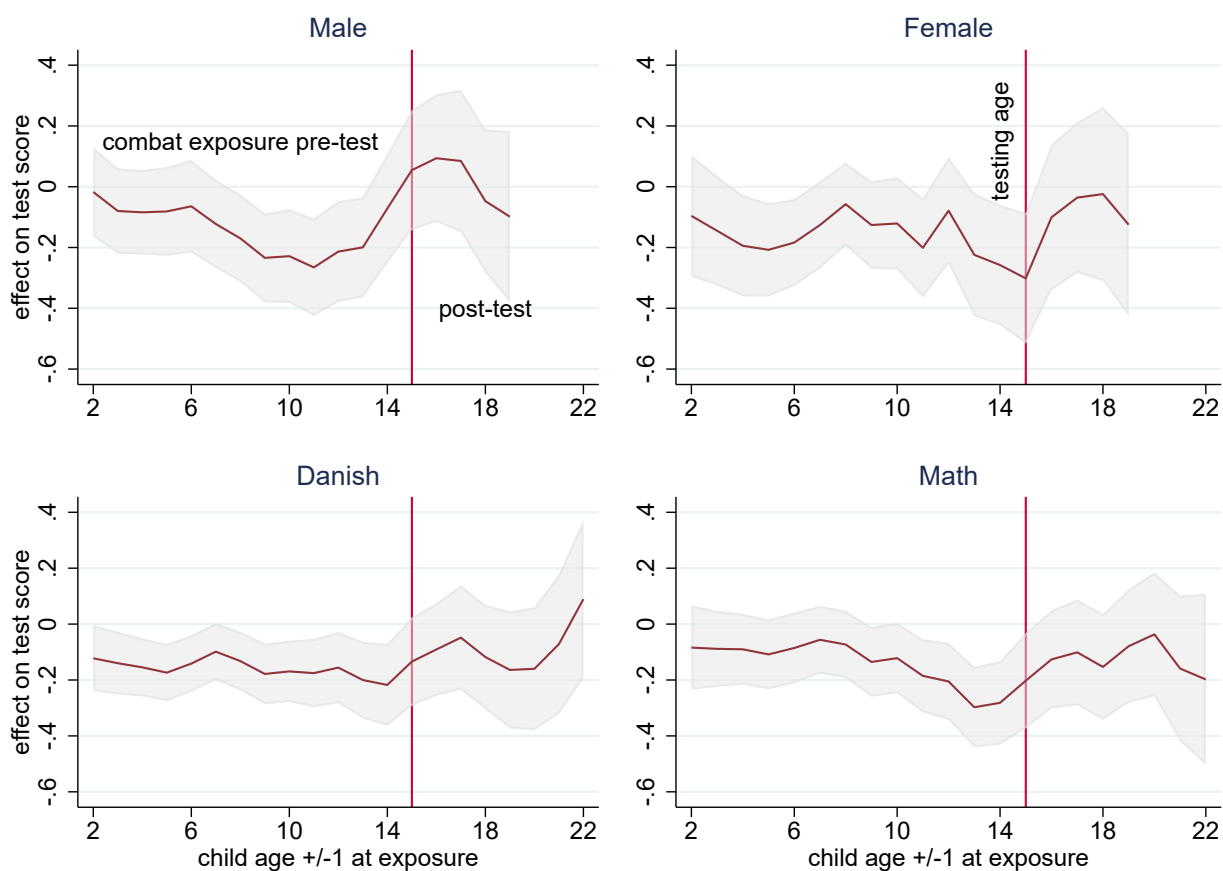 Male
effect on test score
.4
.2
0
-.2
-.4
-.6
combat exposure pre-test
post-test
2 6 10 14 18 22
Female
.4
.2
0
-.2
-.4
-.6
testing age
2 6 10 14 18 22
Danish
effect on test score
.4
.2
0
-.2
-.4
-.6
2 6 10 14 18 22
child age +/-1 at exposure
Math
.4
.2
0
-.2
-.4
-.6
2 6 10 14 18 22
child age +/-1 at exposure